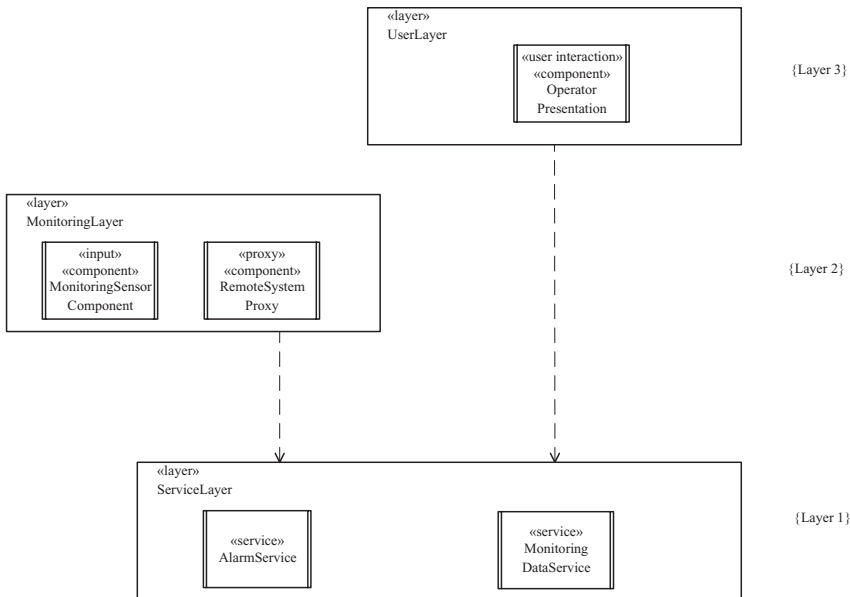 «layer»
UserLayer
«user interaction»
«component»
Operator
Presentation
{Layer 3}
«layer»
MonitoringLayer
«input»
«component»
MonitoringSensor
Component
«proxy»
«component»
RemoteSystem
Proxy
{Layer 2}
«layer»
ServiceLayer
«service»
AlarmService
«service»
Monitoring
DataService
{Layer 1}